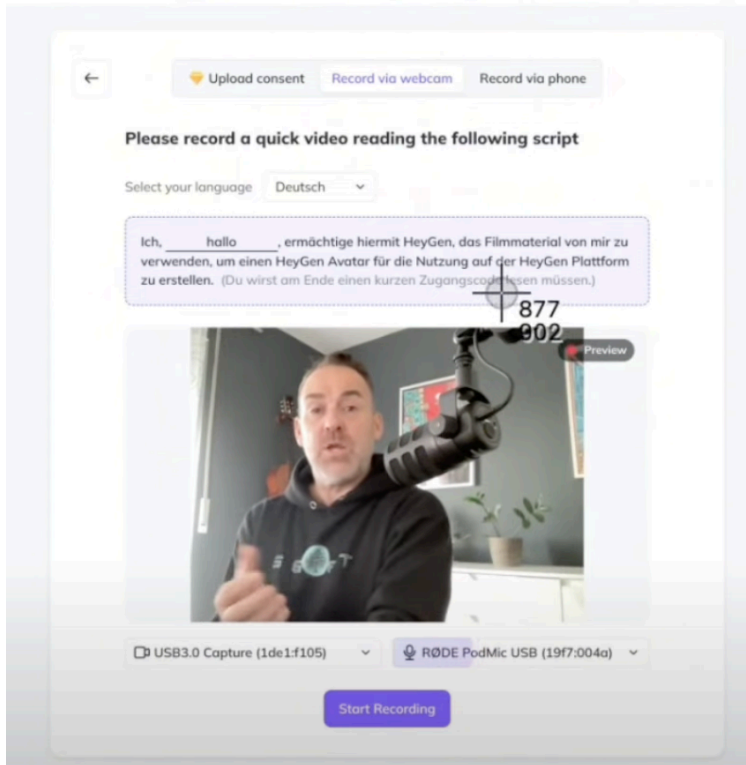 Upload consent Record via webcam Record via phone
Please record a quick video reading the following script
Select your language Deutsch
Ich, hallo, ermächtige hiermit HeyGen, das Filmmaterial von mir zu
verwenden, um einen HeyGen Avatar für die Nutzung auf der HeyGen Plattform
zu erstellen. (Du wirst am Ende einen kurzen Zugangscode lesen müssen.)
877
902
Preview
USB3.0 Capture (1de1:f105) RØDE PodMic USB (19f7:004a)
Start Recording